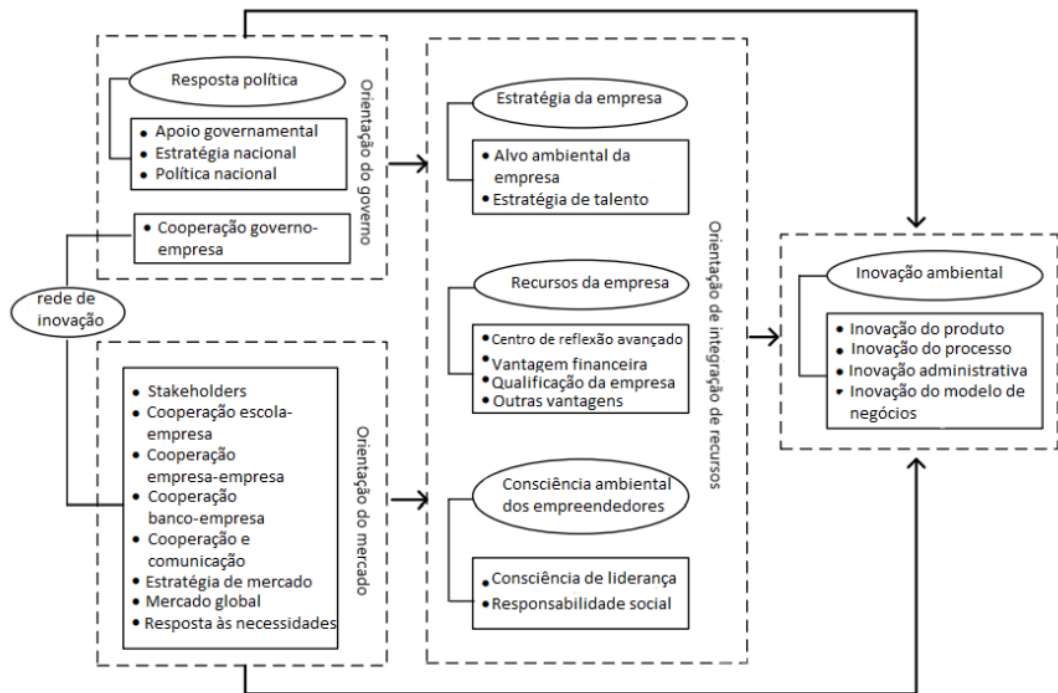 Resposta política
• Apoio governamental
• Estratégia nacional
• Política nacional
• Cooperação governo-
empresa
Orientação do governo
rede de
inovação
• Stakeholders
• Cooperação escola-
empresa
• Cooperação
empresa-empresa
• Cooperação
banco-empresa
• Cooperação e
comunicação
• Estratégia de mercado
• Mercado global
• Resposta às necessidades
Orientação do mercado
Estratégia da empresa
• Alvo ambiental da
empresa
• Estratégia de talento
Recursos da empresa
• Centro de reflexão avançado
• Vantagem financeira
• Qualificação da empresa
• Outras vantagens
Consciência ambiental
dos empreendedores
• Consciência de liderança
• Responsabilidade social
Orientação de integração de recursos
Inovação ambiental
• Inovação do produto
• Inovação do processo
• Inovação administrativa
• Inovação do modelo de
negócios